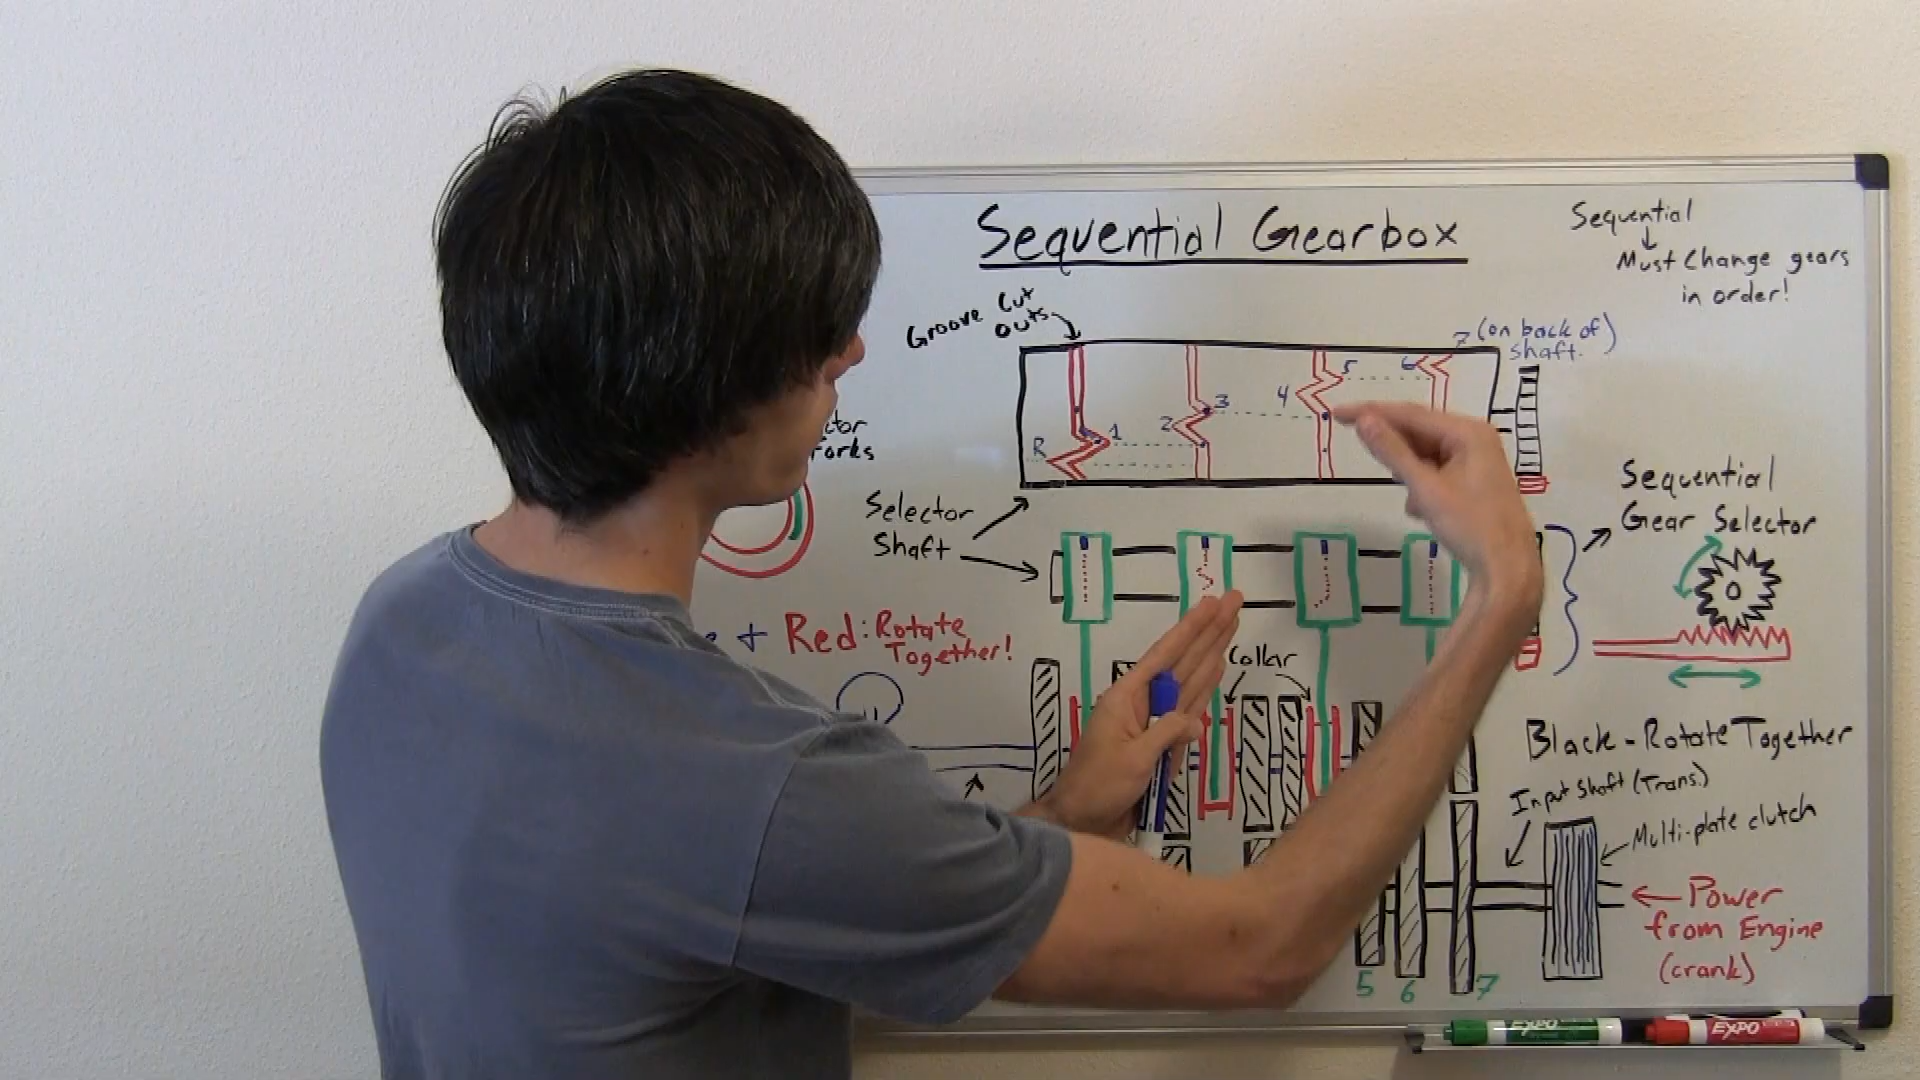 Sequential Gearbox
Sequential
Must Change gears
in order!
Groove Cut
outs
7 (on back of)
shaft.
6
5
4
3
2
1
R
Selector
Shaft
Sequential
Gear Selector
+ Red: Rotate
Together!
Collar
Black - Rotate Together
Input Shaft (Trans.)
Multi-plate clutch
Power
from Engine
(crank)
5
6
7
EXPO
EXPO